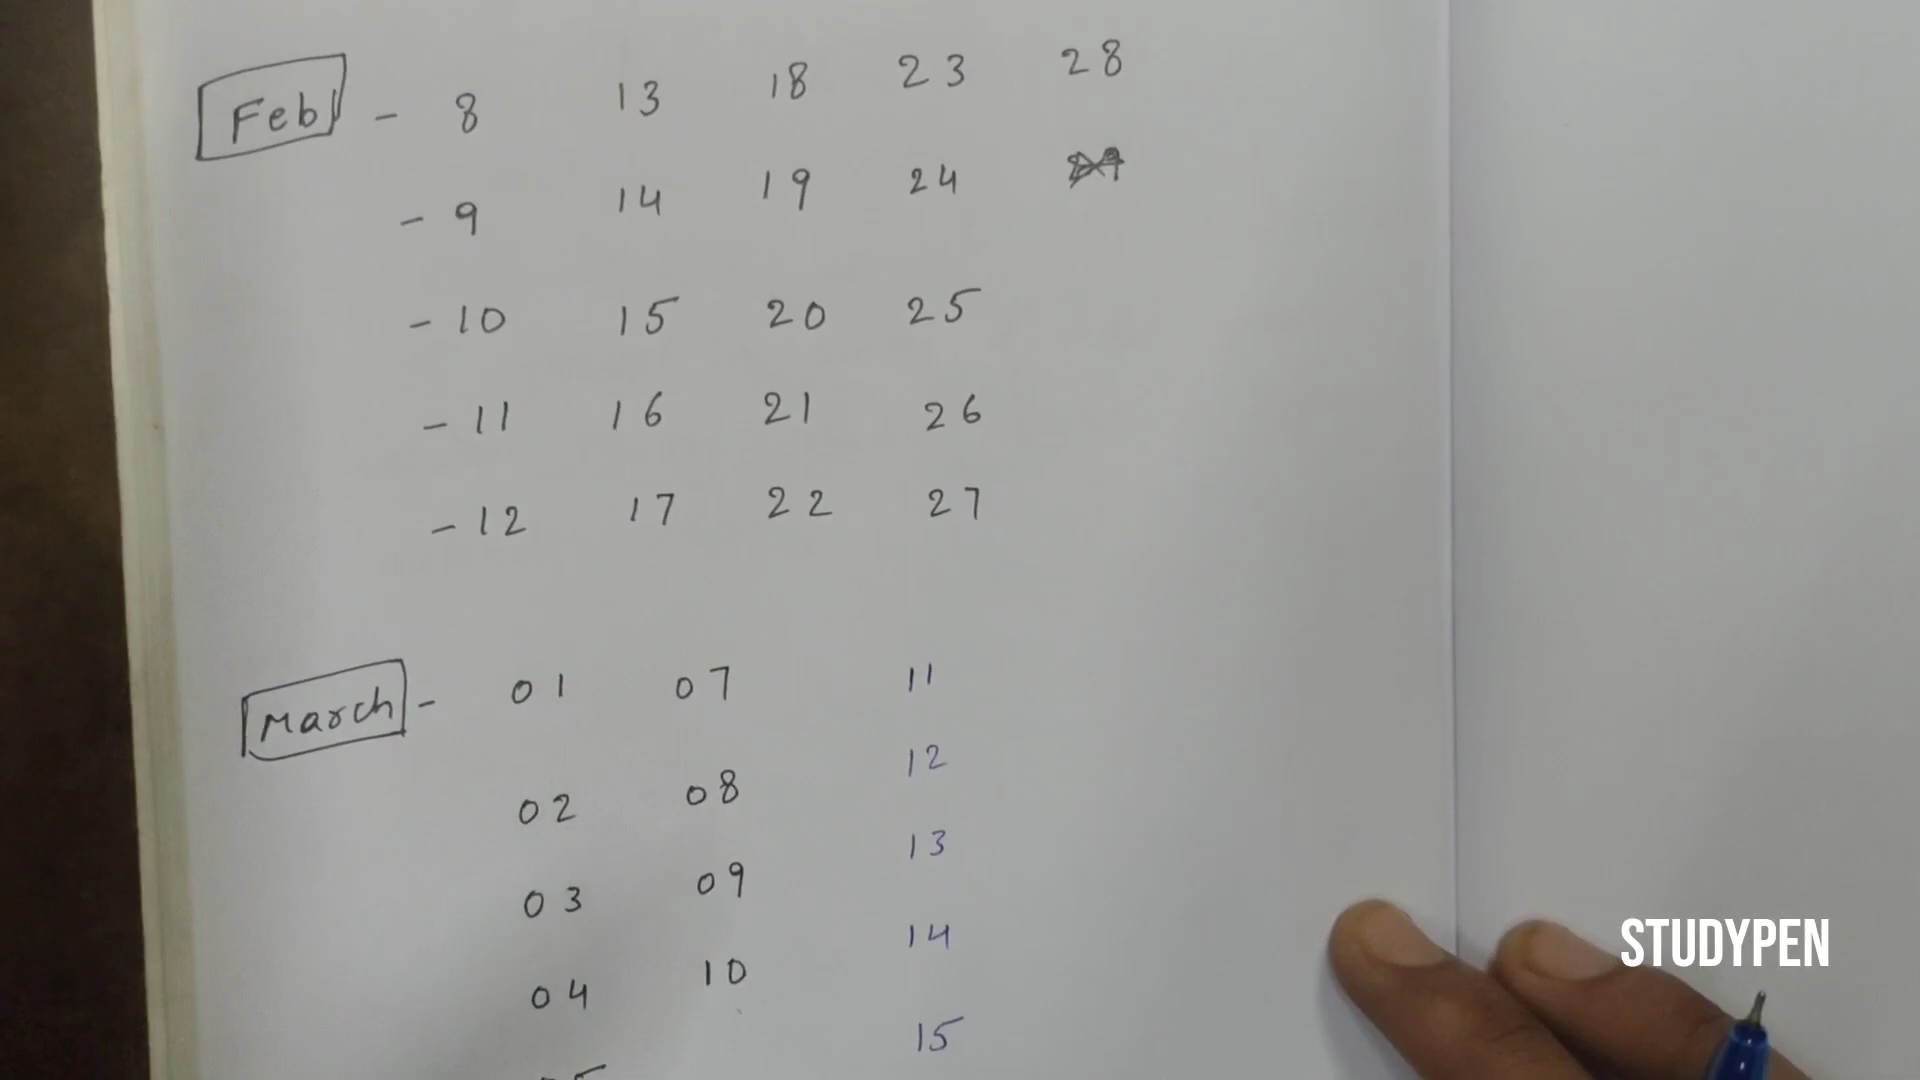 Feb - 8 13 18 23 28
- 9 14 19 24
- 10 15 20 25
- 11 16 21 26
- 12 17 22 27
March - 01 07 11
02 08 12
03 09 13
04 10 14
15
STUDYPEN